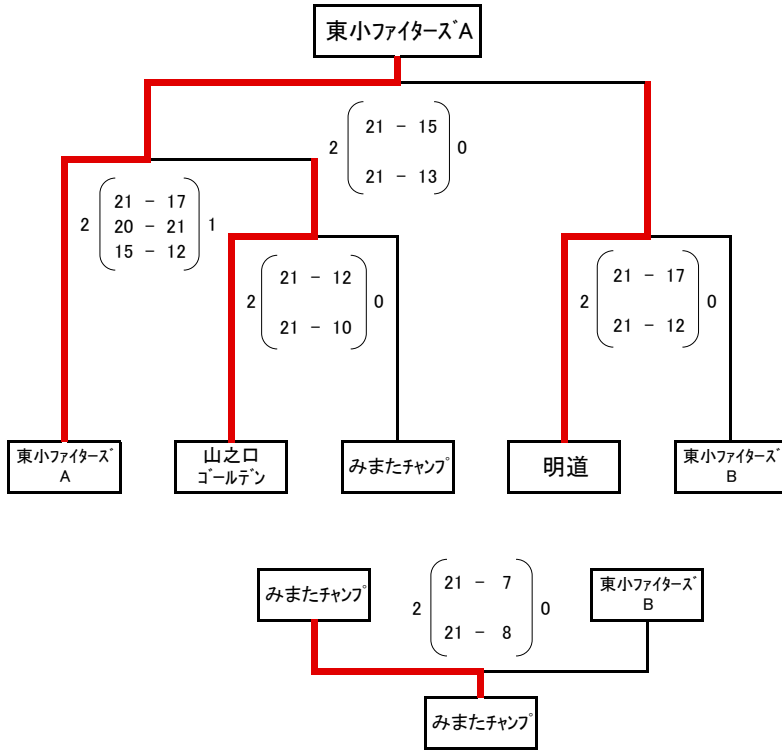 東小ファイターズA
2 21 - 15 0
21 - 13
21 - 17
2 20 - 21 1
15 - 12
2 21 - 12 0
21 - 10
2 21 - 17 0
21 - 12
東小ファイターズ
A
山之口
ゴールデン
みまたチャンプ
明道
東小ファイターズ
B
みまたチャンプ
2 21 - 7 0
21 - 8
東小ファイターズ
B
みまたチャンプ